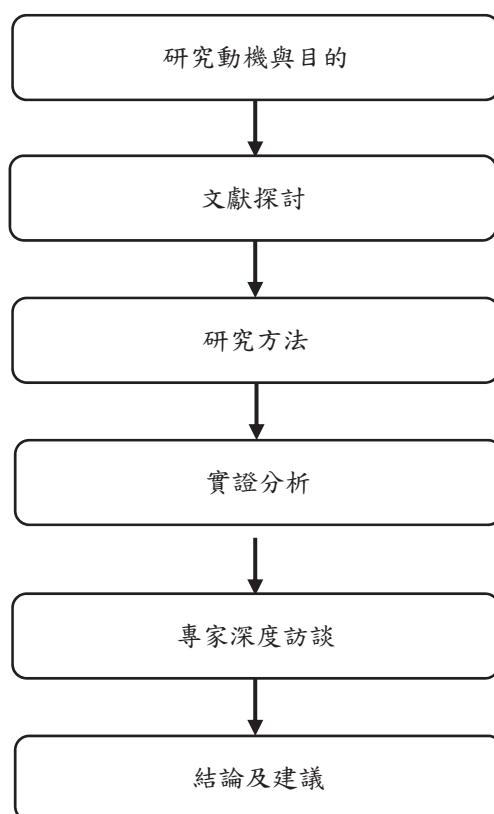 研究動機與目的
文獻探討
研究方法
實證分析
專家深度訪談
結論及建議